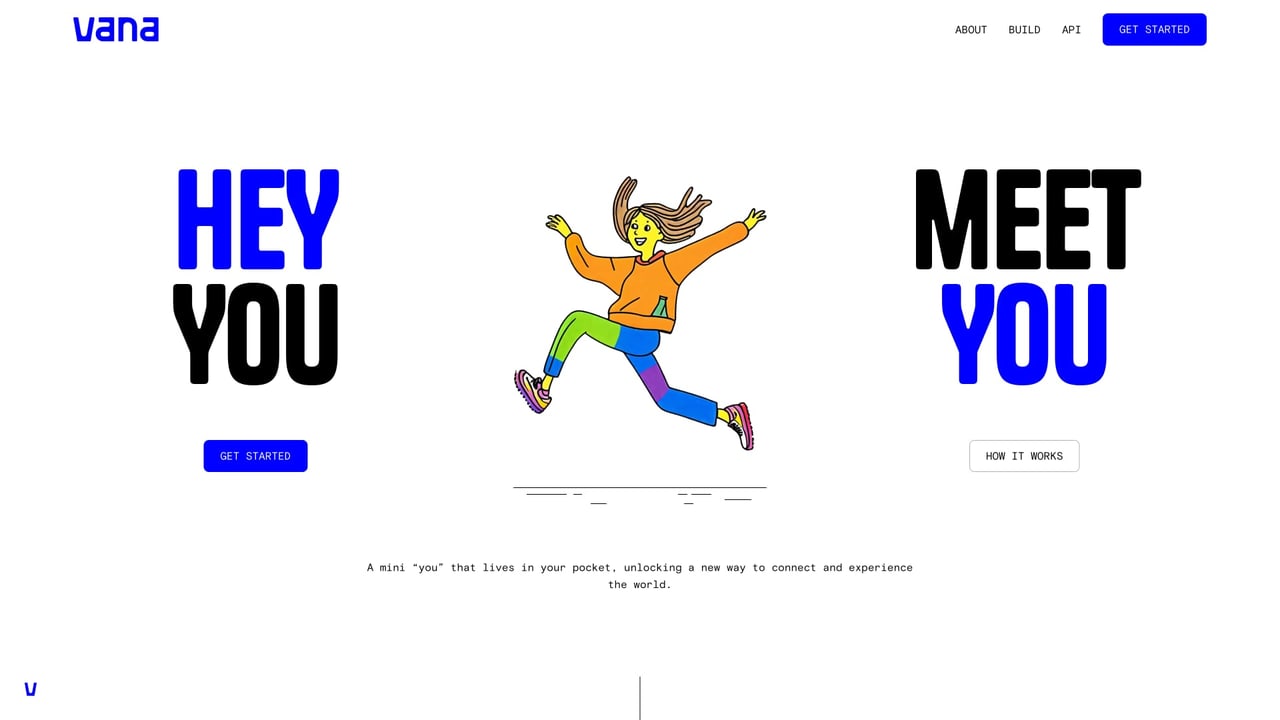 vana
ABOUT BUILD API GET STARTED
HEY
YOU
MEET
YOU
GET STARTED
HOW IT WORKS
A mini “you” that lives in your pocket, unlocking a new way to connect and experience
the world.
v